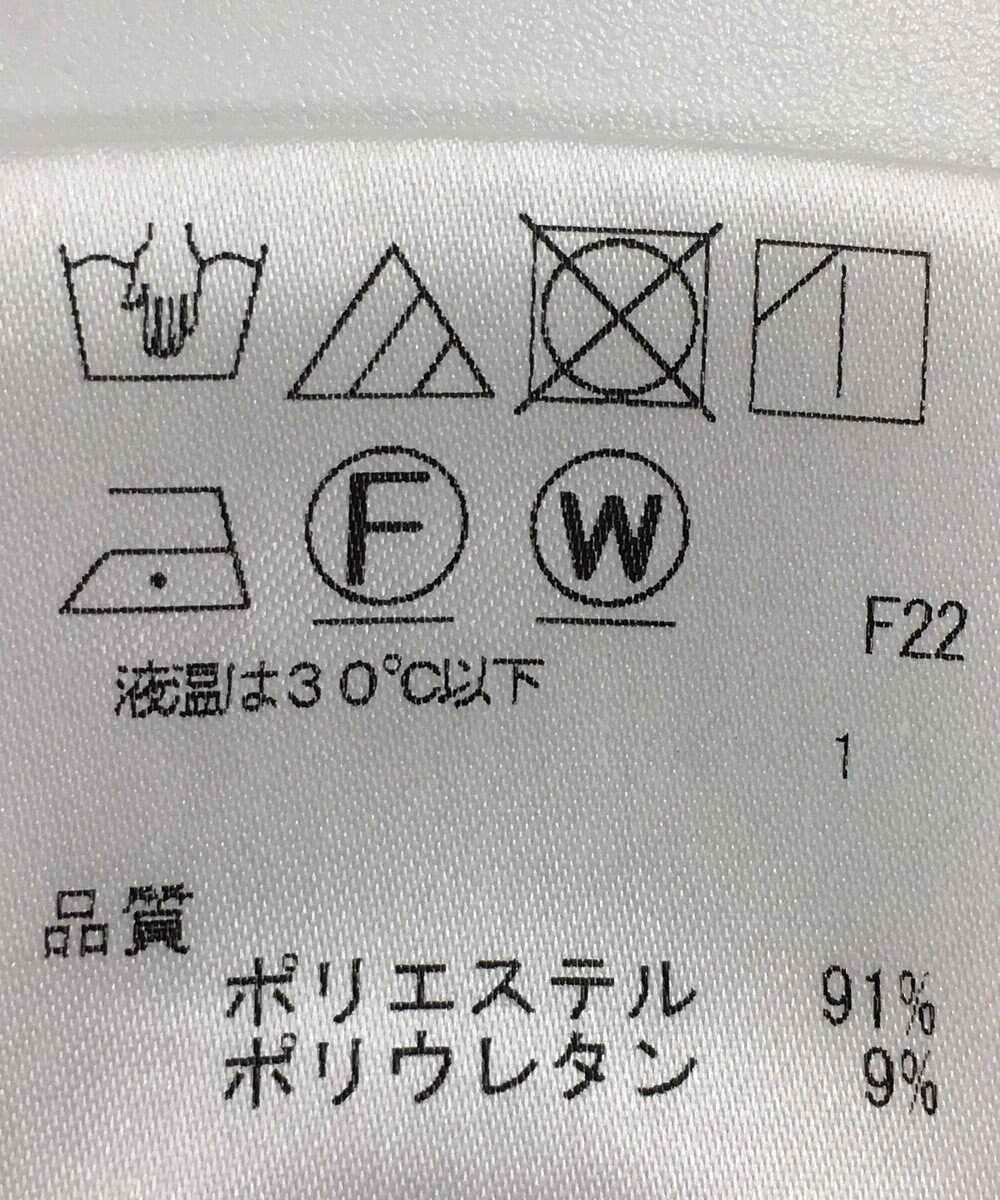 F W
F22
液温は30℃以下
1
品質
ポリエステル 91%
ポリウレタン 9%